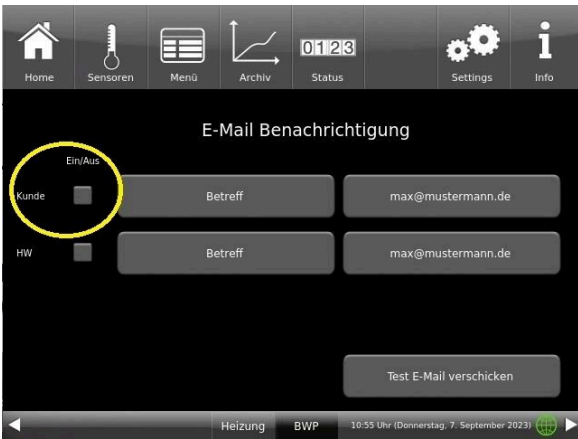 0123
Home Sensoren Menü Archiv Status Settings Info
E-Mail Benachrichtigung
Ein/Aus
Kunde Betreff max@mustermann.de
HW Betreff max@mustermann.de
Test E-Mail verschicken
Heizung BWP 10:55 Uhr (Donnerstag, 7. September 2023)